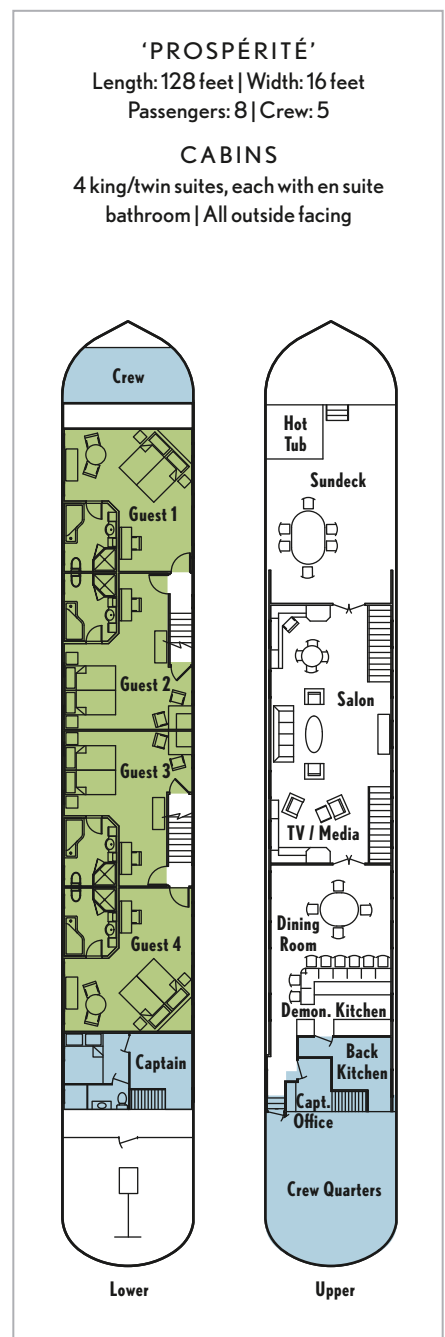 ‘PROSPÉRITÉ’
Length: 128 feet | Width: 16 feet
Passengers: 8 | Crew: 5
CABINS
4 king/twin suites, each with en suite
bathroom | All outside facing
Crew
Guest 1
Guest 2
Guest 3
Guest 4
Captain
Lower
Hot
Tub
Sundeck
Salon
TV / Media
Dining
Room
Demon. Kitchen
Back
Kitchen
Capt.
Office
Crew Quarters
Upper